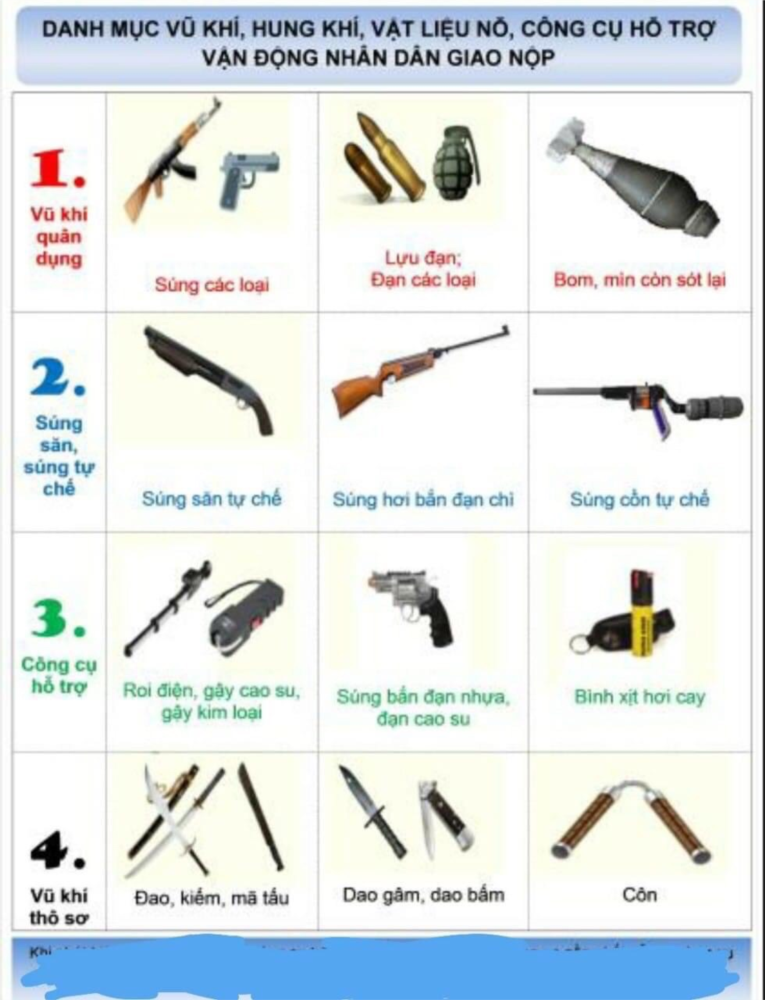 DANH MỤC VŨ KHÍ, HUNG KHÍ, VẬT LIỆU NỔ, CÔNG CỤ HỖ TRỢ
VẬN ĐỘNG NHÂN DÂN GIAO NỘP
1.
Vũ khí
quân
dụng
Súng các loại
Lựu đạn;
Đạn các loại
Bom, mìn còn sót lại
2.
Súng
săn,
súng tự
chế
Súng săn tự chế
Súng hơi bắn đạn chì
Súng cồn tự chế
3.
Công cụ
hỗ trợ
Roi điện, gậy cao su,
gậy kim loại
Súng bắn đạn nhựa,
đạn cao su
Bình xịt hơi cay
4.
Vũ khí
thô sơ
Đao, kiếm, mã tấu
Dao găm, dao bấm
Côn